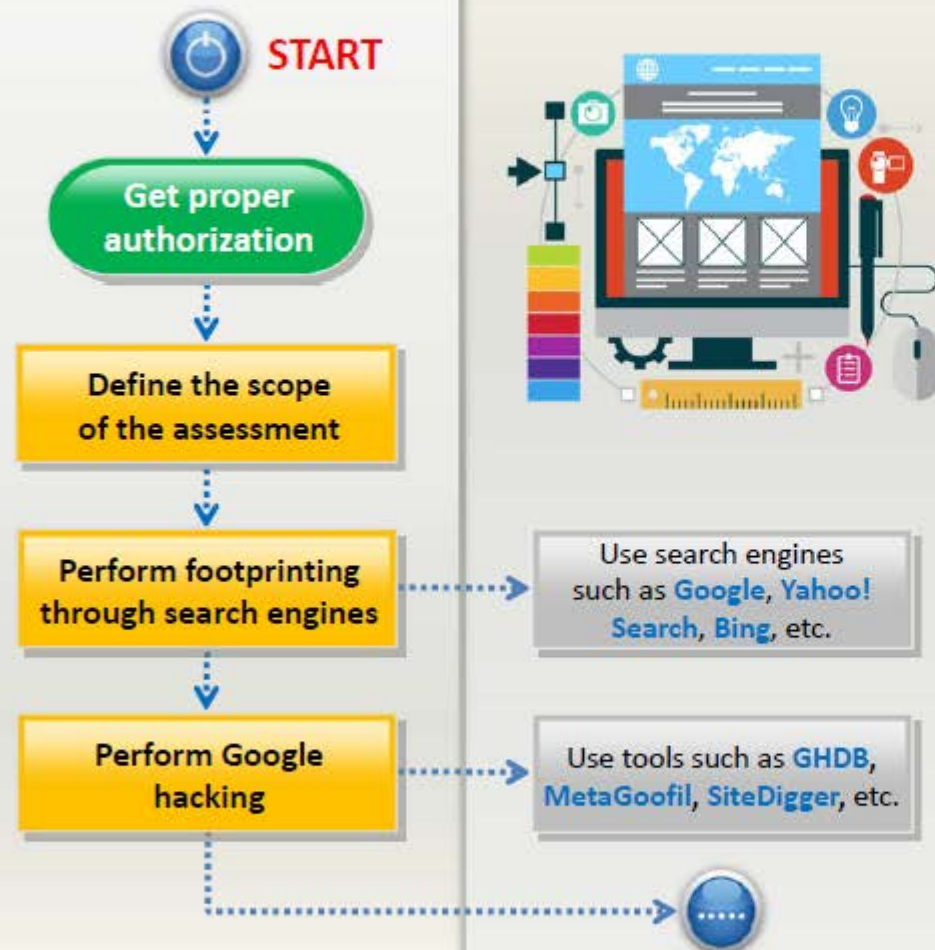 START
Get proper
authorization
Define the scope
of the assessment
Perform footprinting
through search engines
Use search engines
such as Google, Yahoo!
Search, Bing, etc.
Perform Google
hacking
Use tools such as GHDB,
MetaGoofil, SiteDigger, etc.